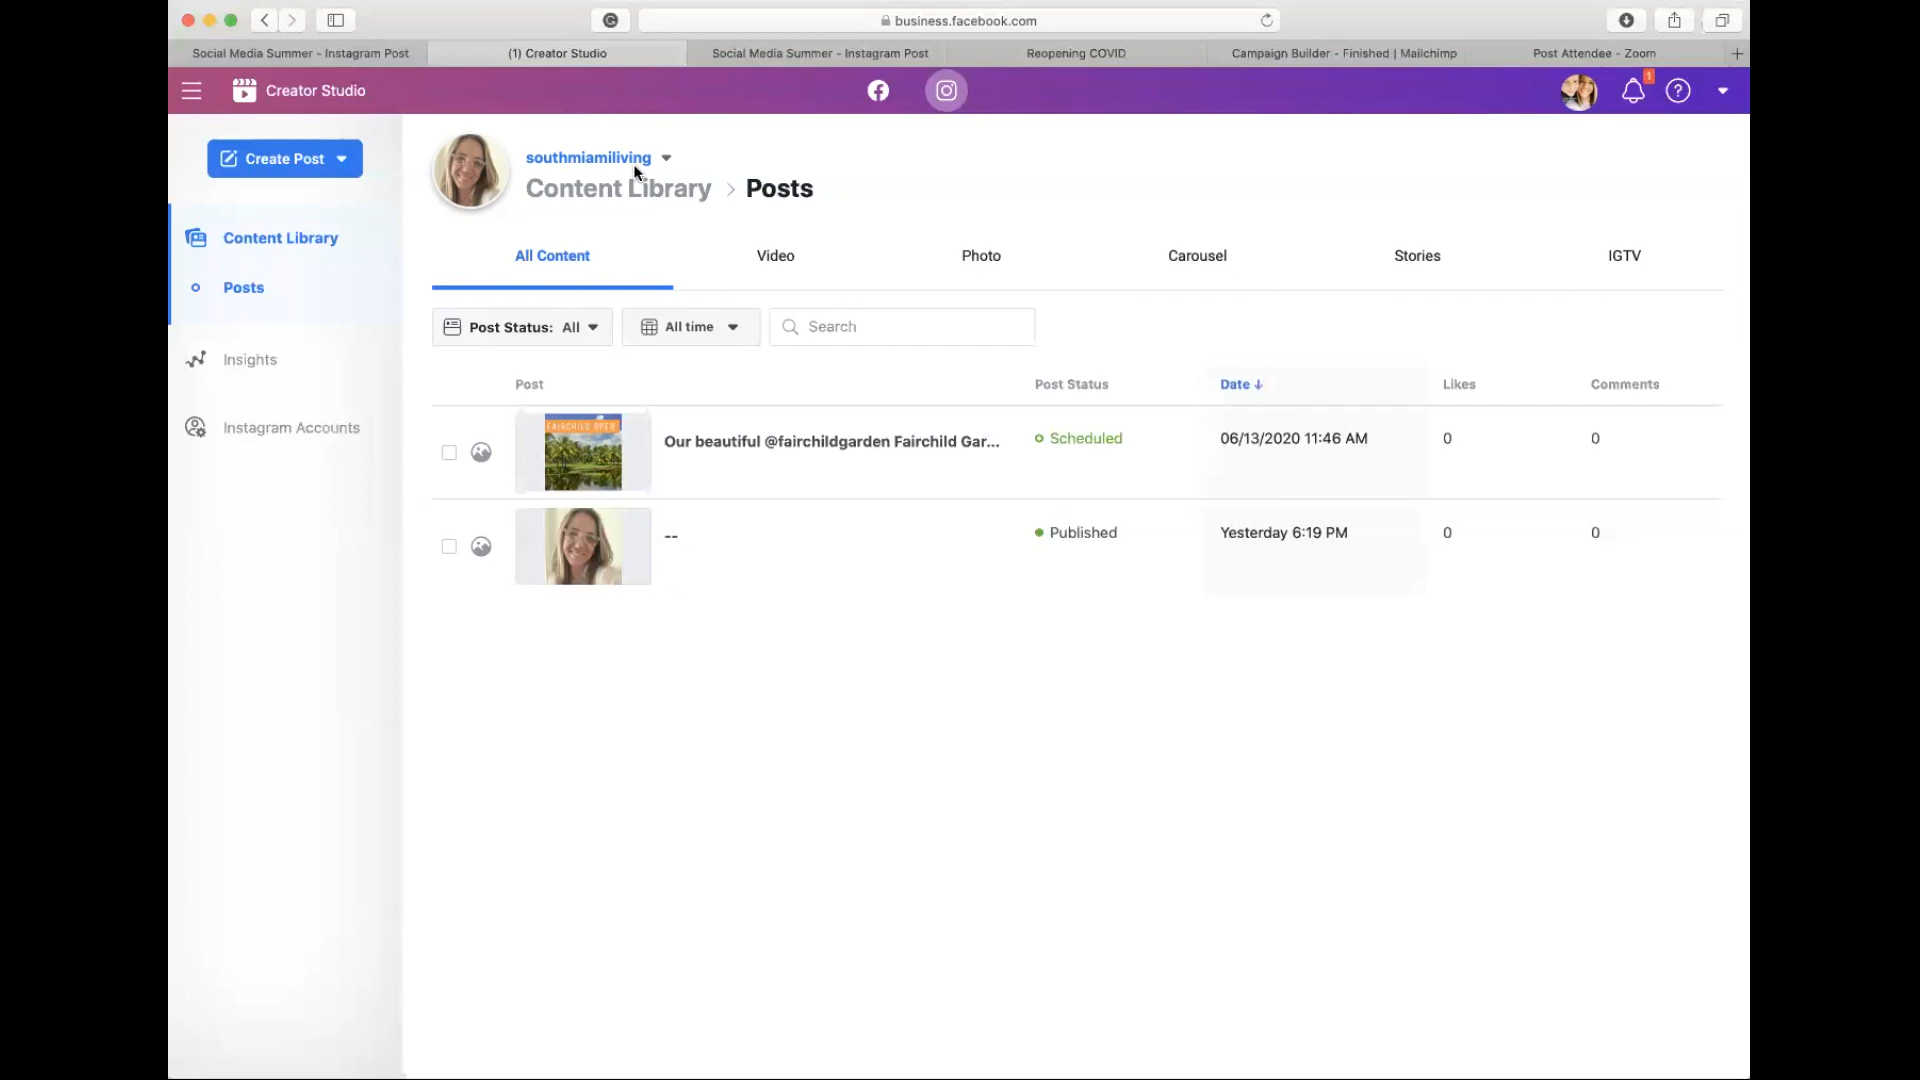 business.facebook.com
Social Media Summer - Instagram Post
(1) Creator Studio
Social Media Summer - Instagram Post
Reopening COVID
Campaign Builder - Finished | Mailchimp
Post Attendee - Zoom
Creator Studio
1
Create Post
southmiamiliving
Content Library > Posts
Content Library
Posts
Insights
Instagram Accounts
All Content
Video
Photo
Carousel
Stories
IGTV
Post Status: All
All time
Search
Post
Post Status
Date ↓
Likes
Comments
FAIRCHILD OPEN
Our beautiful @fairchildgarden Fairchild Gar...
Scheduled
06/13/2020 11:46 AM
0
0
--
Published
Yesterday 6:19 PM
0
0